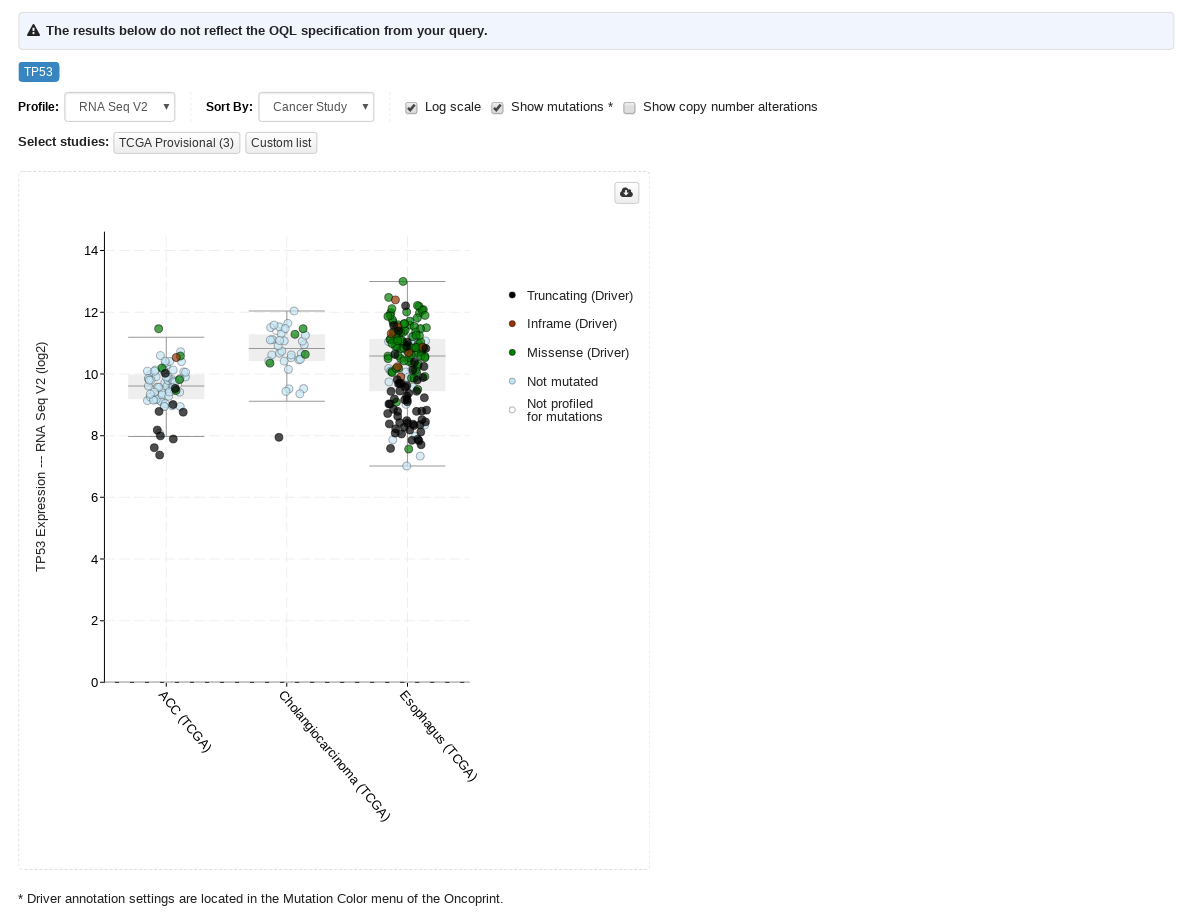 The results below do not reflect the OQL specification from your query.
TP53
Profile: RNA Seq V2 Sort By: Cancer Study Log scale Show mutations * Show copy number alterations
Select studies: TCGA Provisional (3) Custom list
14
12
10
8
6
4
2
0
TP53 Expression --- RNA Seq V2 (log2)
Truncating (Driver)
Inframe (Driver)
Missense (Driver)
Not mutated
Not profiled
for mutations
ACC (TCGA)
Cholangiocarcinoma (TCGA)
Esophagus (TCGA)
* Driver annotation settings are located in the Mutation Color menu of the Oncoprint.